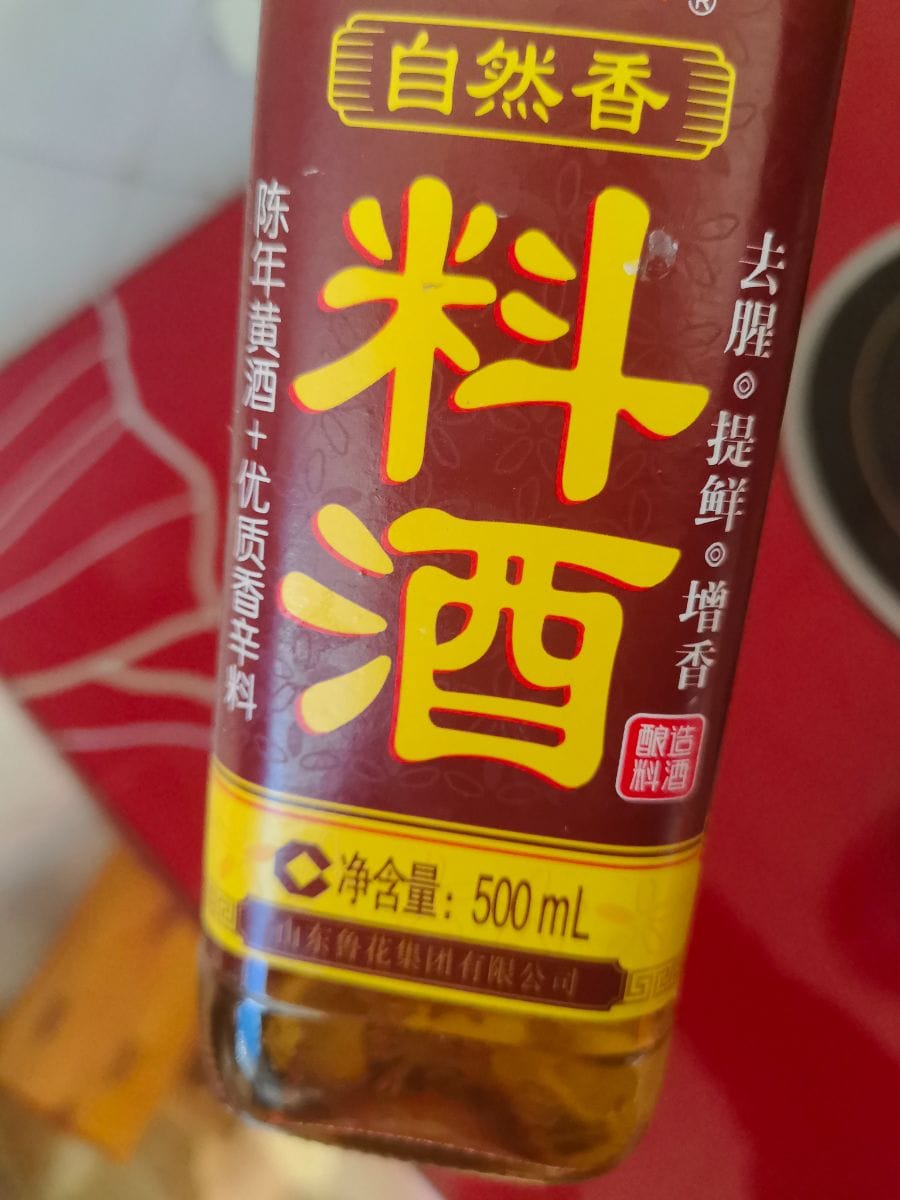 ®
自然香
料酒
陈年黄酒+优质香辛料
去腥◎提鲜◎增香
酿造
料酒
净含量：500mL
山东鲁花集团有限公司